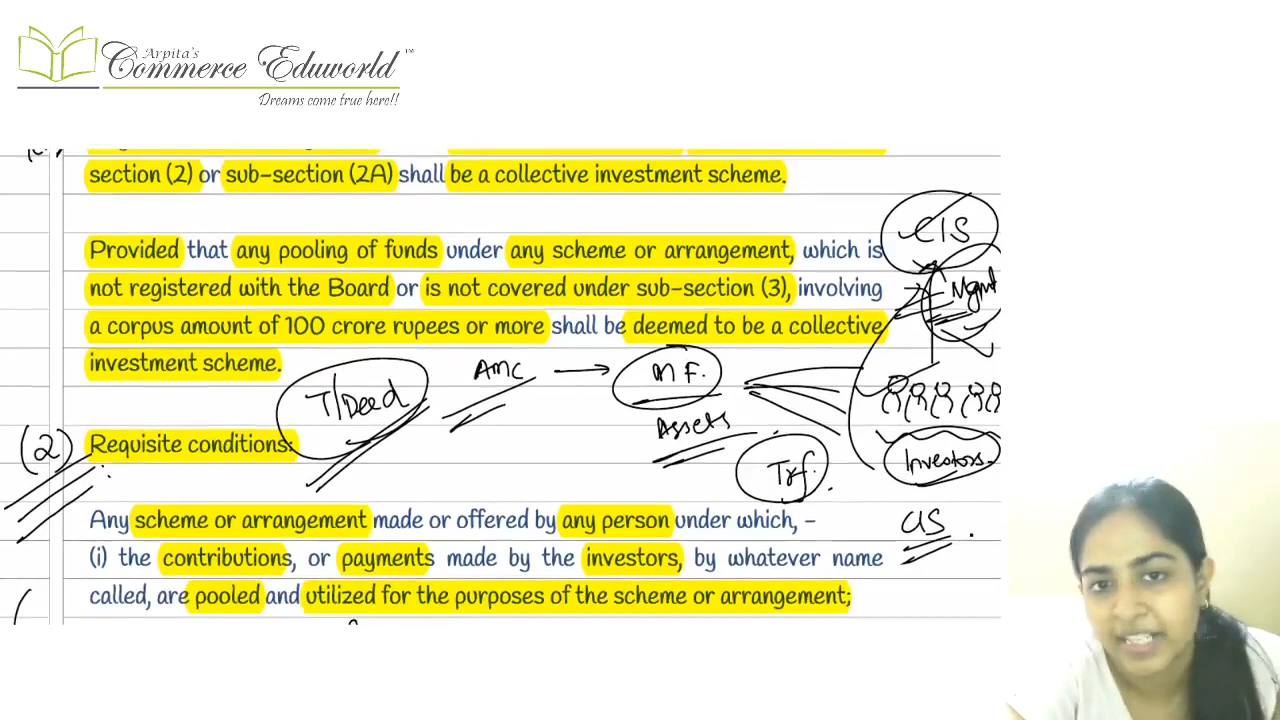 Arpita's
Commerce Eduworld™
Dreams come true here!!
section (2) or sub-section (2A) shall be a collective investment scheme.
CIS
Provided that any pooling of funds under any scheme or arrangement, which is
not registered with the Board or is not covered under sub-section (3), involving
Mgmt
a corpus amount of 100 crore rupees or more shall be deemed to be a collective
investment scheme.
T/Deed
AMC → M F.
Assets
(2) Requisite conditions:
Trf.
Investors.
Any scheme or arrangement made or offered by any person under which, –
CIS.
(i) the contributions, or payments made by the investors, by whatever name
called, are pooled and utilized for the purposes of the scheme or arrangement;